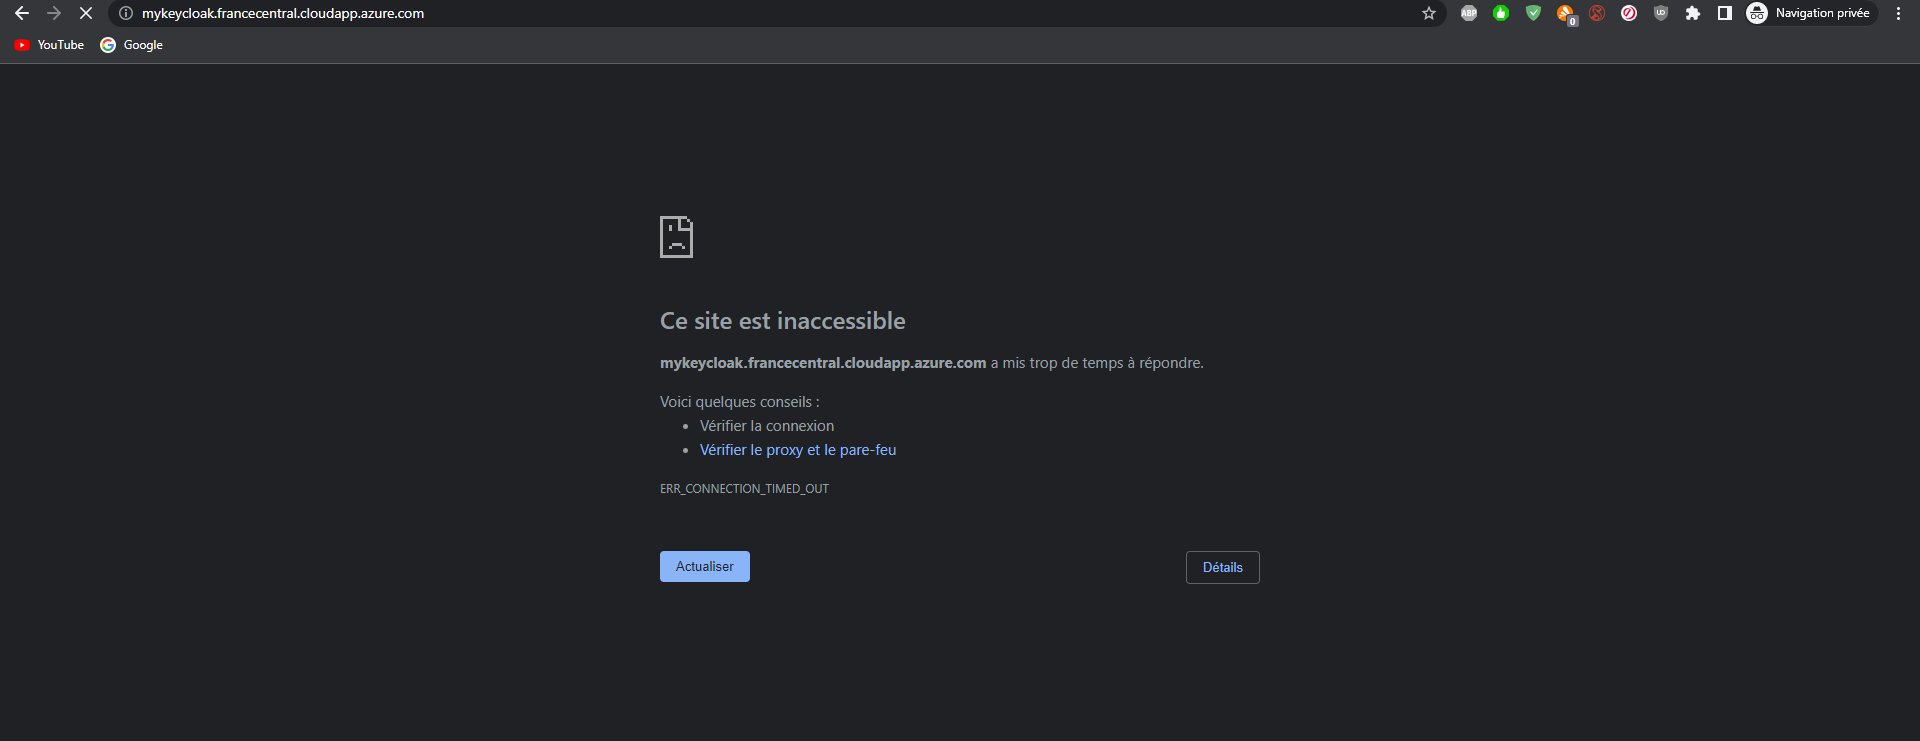 mykeycloak.francecentral.cloudapp.azure.com
ABP
0
UD
Navigation privée
YouTube
Google
Ce site est inaccessible
mykeycloak.francecentral.cloudapp.azure.com a mis trop de temps à répondre.
Voici quelques conseils :
Vérifier la connexion
Vérifier le proxy et le pare-feu
ERR_CONNECTION_TIMED_OUT
Actualiser
Détails